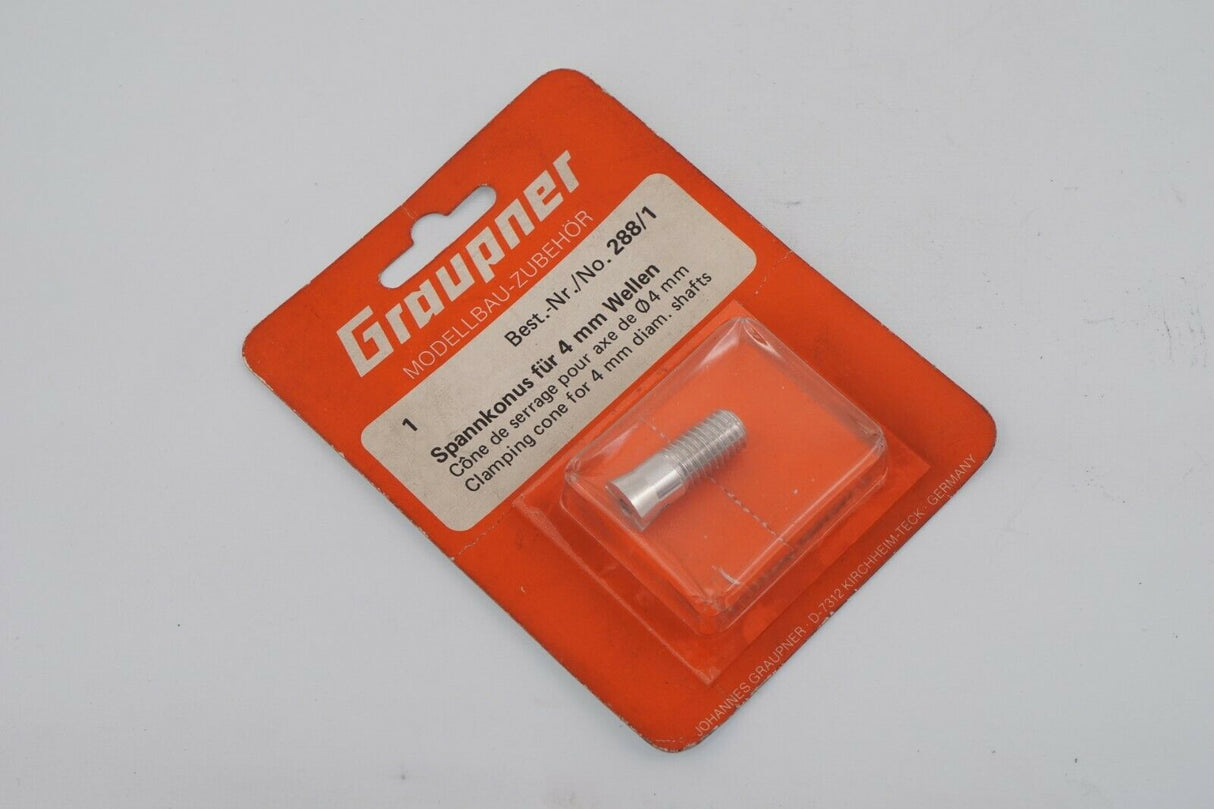 Graupner
MODELLBAU-ZUBEHÖR
Best.-Nr./No. 288/1
1
Spannkonus für 4 mm Wellen
Cône de serrage pour axe de Ø 4 mm
Clamping cone for 4 mm diam. shafts
JOHANNES GRAUPNER · D-7312 KIRCHHEIM-TECK · GERMANY